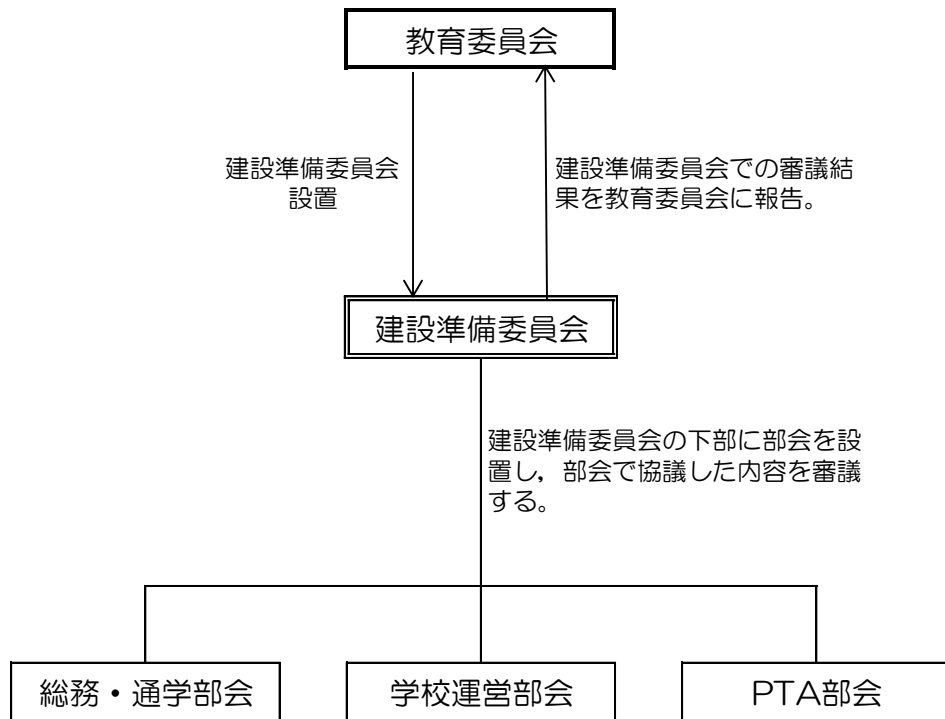 教育委員会
建設準備委員会
設置
建設準備委員会での審議結
果を教育委員会に報告。
建設準備委員会
建設準備委員会の下部に部会を設
置し，部会で協議した内容を審議
する。
総務・通学部会
学校運営部会
PTA部会